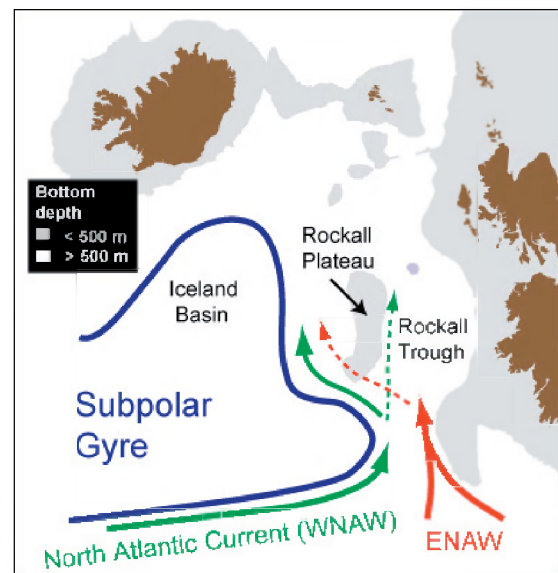 Bottom
depth
< 500 m
> 500 m
Rockall
Plateau
Iceland
Basin
Rockall
Trough
Subpolar
Gyre
North Atlantic Current (WNAW)
ENAW